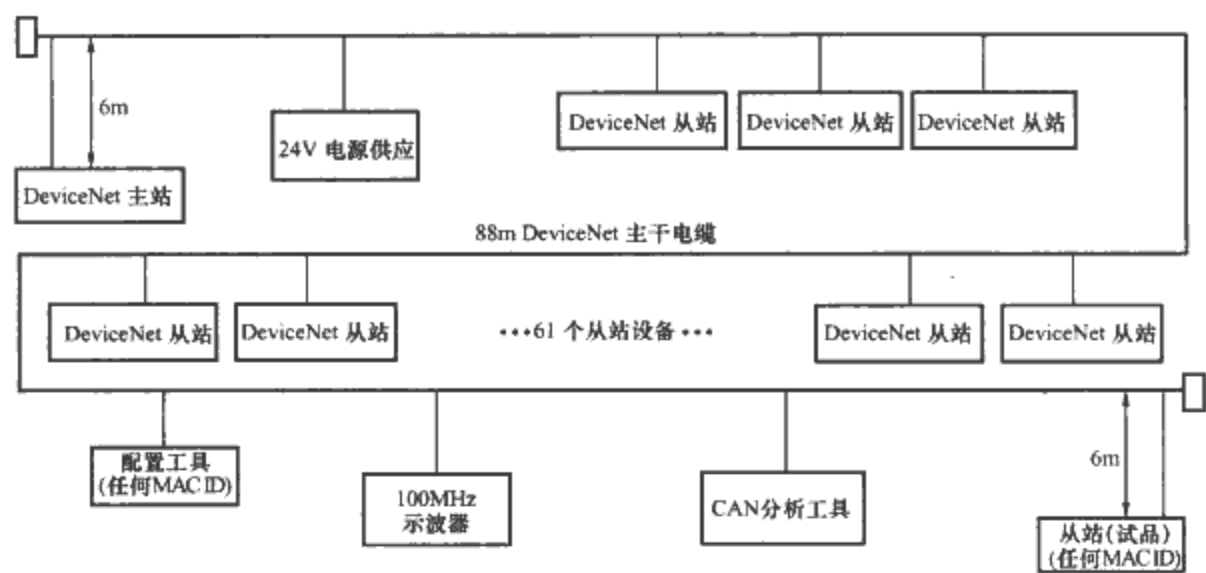 6m
24V 电源供应
DeviceNet 从站
DeviceNet 从站
DeviceNet 从站
DeviceNet 主站
88m DeviceNet 主干电缆
DeviceNet 从站
DeviceNet 从站
···61 个从站设备···
DeviceNet 从站
DeviceNet 从站
配置工具
(任何MAC ID)
100MHz
示波器
CAN分析工具
6m
从站(试品)
(任何MAC ID)